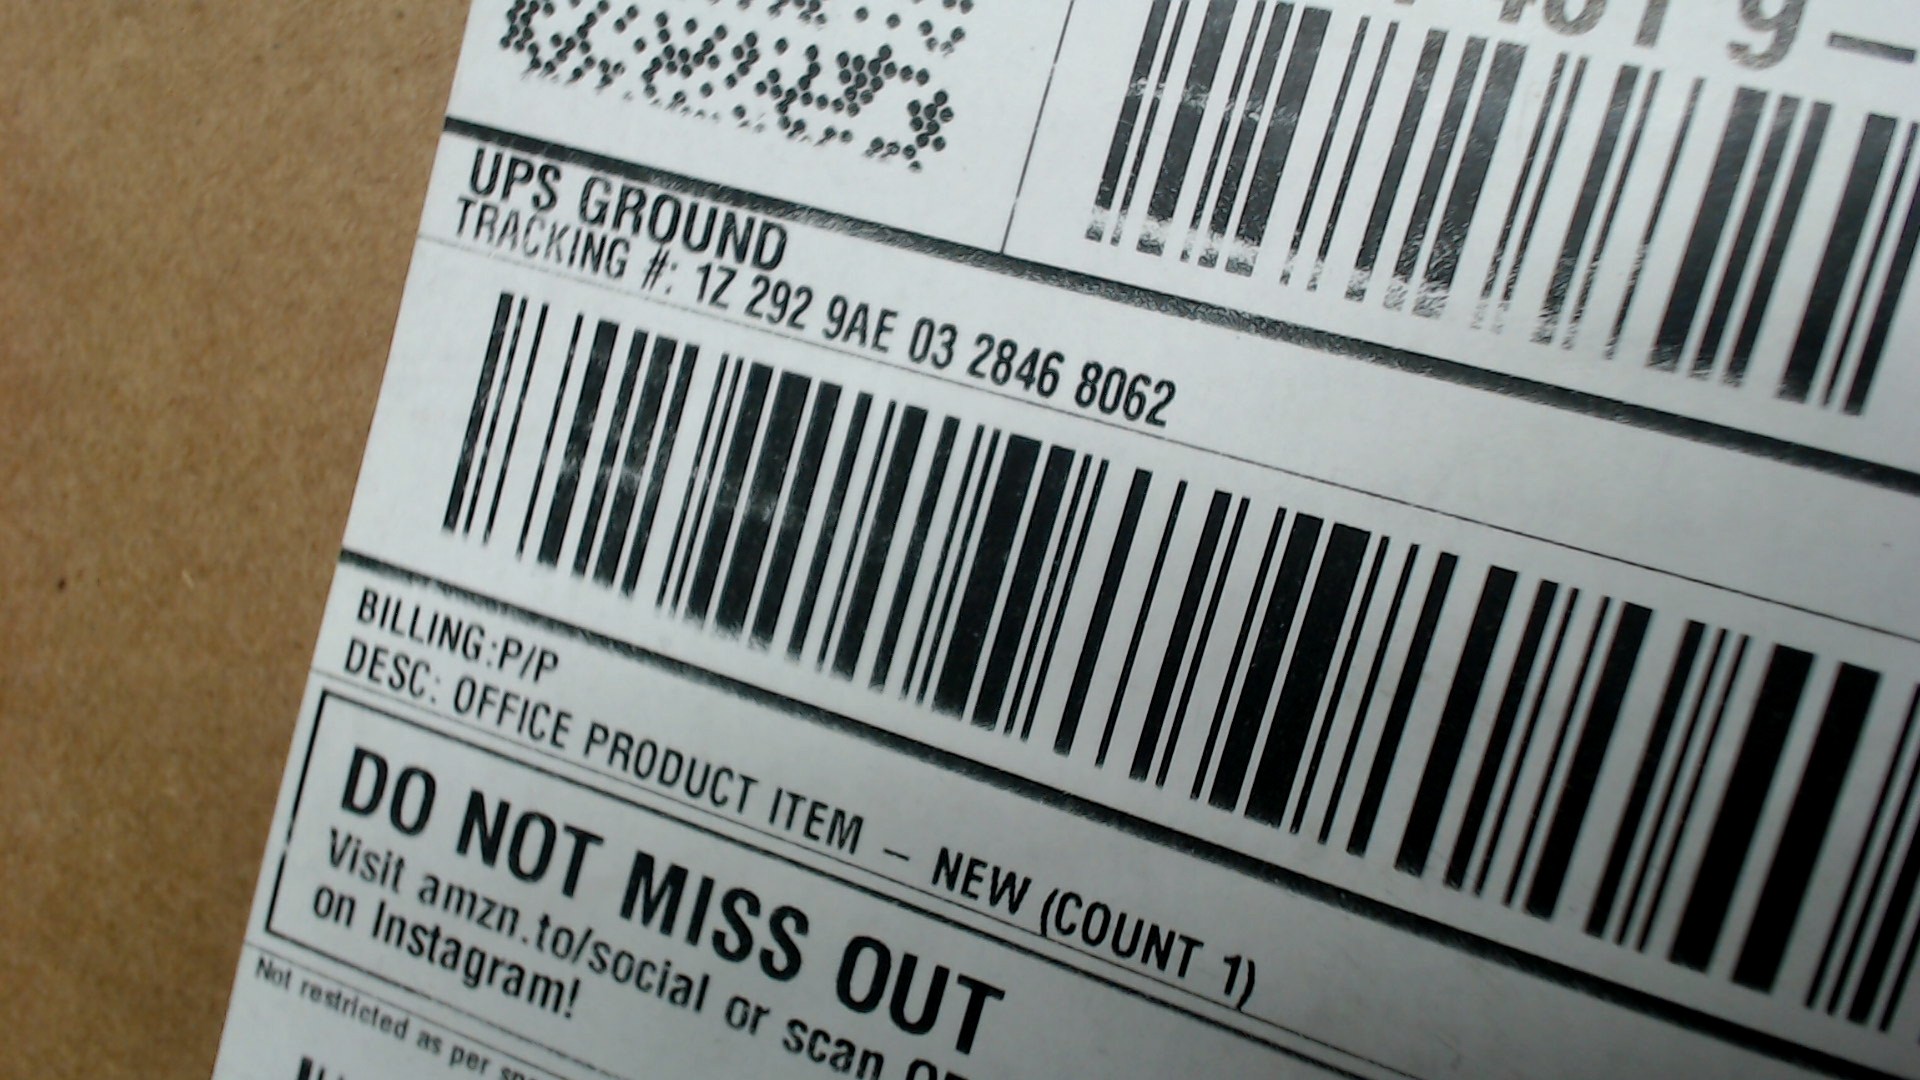 UPS GROUND
TRACKING #: 1Z 292 9AE 03 2846 8062
BILLING:P/P
DESC: OFFICE PRODUCT ITEM – NEW (COUNT 1)
DO NOT MISS OUT
Visit amzn.to/social or scan
on Instagram!
Not restricted as per